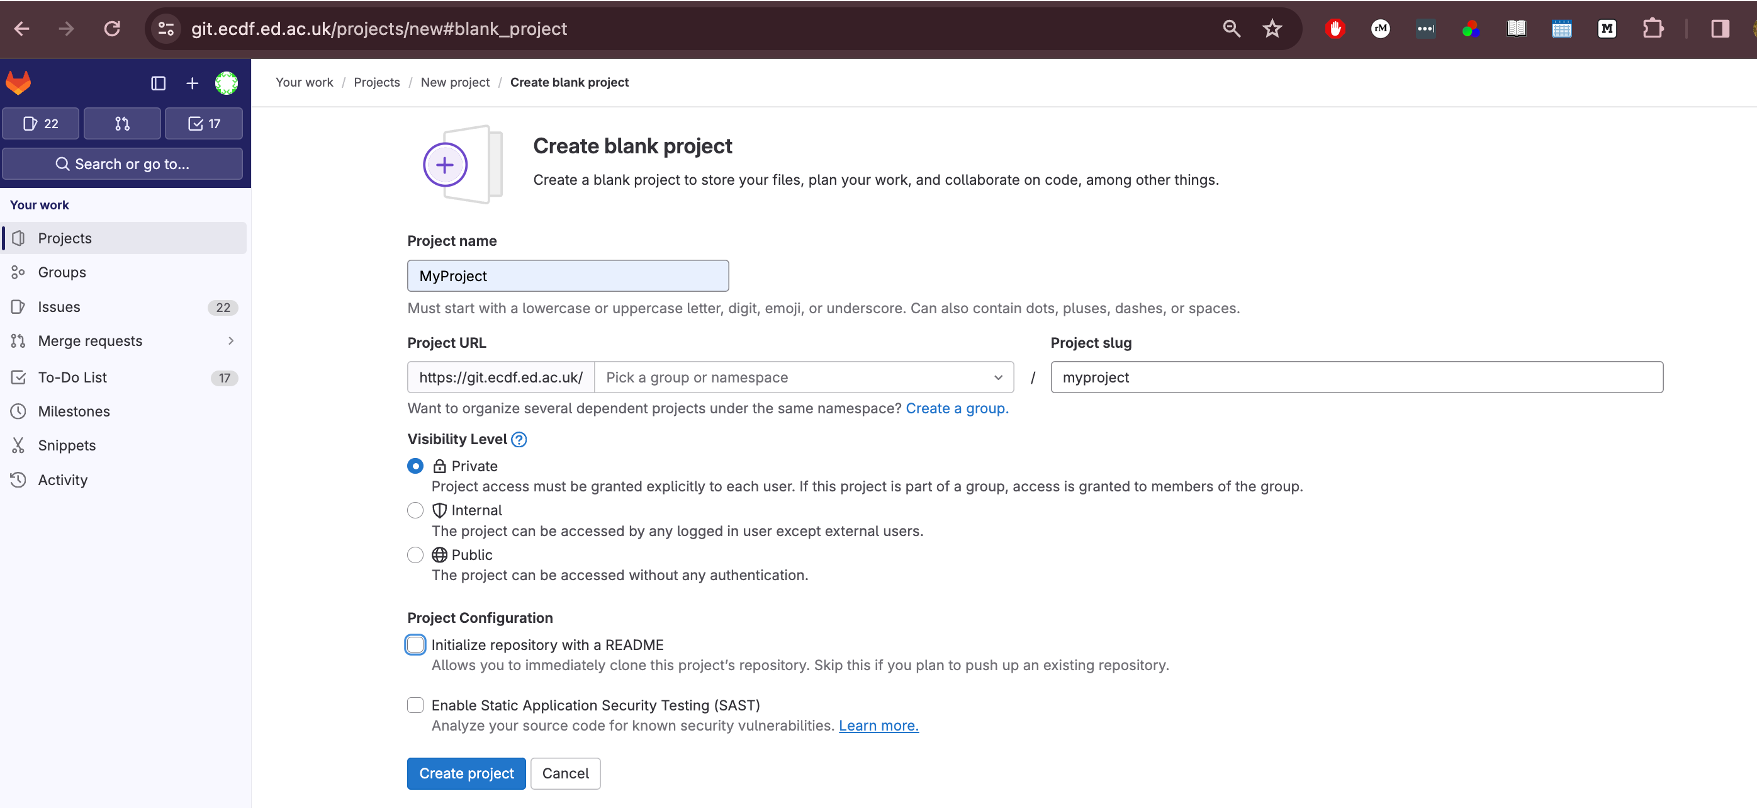 git.ecdf.ed.ac.uk/projects/new#blank_project
rM
M
22
17
Search or go to...
Your work
Projects
Groups
Issues 22
Merge requests
To-Do List 17
Milestones
Snippets
Activity
Your work / Projects / New project / Create blank project
Create blank project
Create a blank project to store your files, plan your work, and collaborate on code, among other things.
Project name
MyProject
Must start with a lowercase or uppercase letter, digit, emoji, or underscore. Can also contain dots, pluses, dashes, or spaces.
Project URL
https://git.ecdf.ed.ac.uk/ Pick a group or namespace /
Project slug
myproject
Want to organize several dependent projects under the same namespace? Create a group.
Visibility Level ?
Private
Project access must be granted explicitly to each user. If this project is part of a group, access is granted to members of the group.
Internal
The project can be accessed by any logged in user except external users.
Public
The project can be accessed without any authentication.
Project Configuration
Initialize repository with a README
Allows you to immediately clone this project's repository. Skip this if you plan to push up an existing repository.
Enable Static Application Security Testing (SAST)
Analyze your source code for known security vulnerabilities. Learn more.
Create project
Cancel